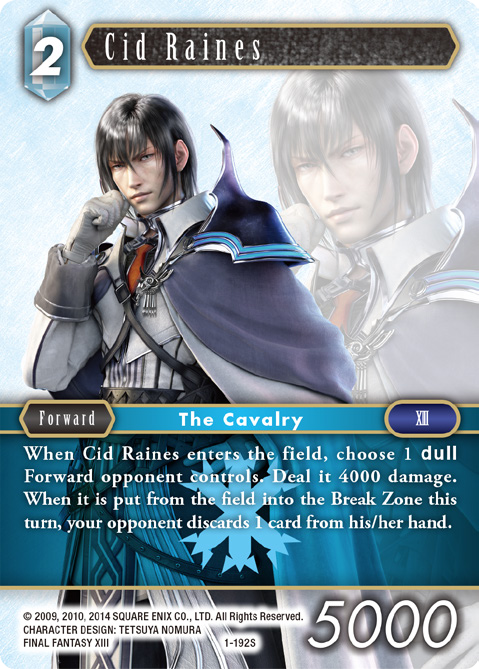 2
Cid Raines
Forward
The Cavalry
XIII
When Cid Raines enters the field, choose 1 dull
Forward opponent controls. Deal it 4000 damage.
When it is put from the field into the Break Zone this
turn, your opponent discards 1 card from his/her hand.
© 2009, 2010, 2014 SQUARE ENIX CO., LTD. All Rights Reserved.
CHARACTER DESIGN: TETSUYA NOMURA
FINAL FANTASY XIII
1-192S
5000